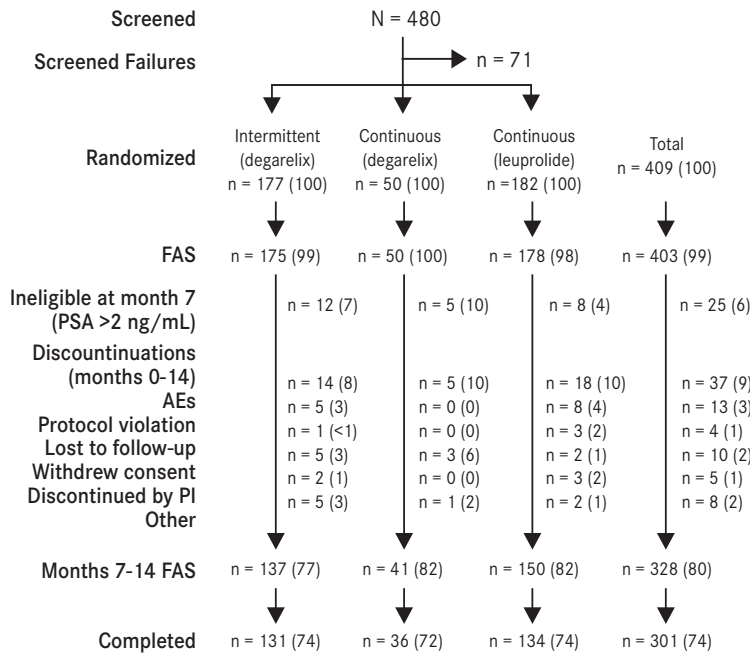 Screened N = 480
Screened Failures n = 71
Randomized
Intermittent (degarelix) n = 177 (100)
Continuous (degarelix) n = 50 (100)
Continuous (leuprolide) n =182 (100)
Total n = 409 (100)
FAS n = 175 (99) n = 50 (100) n = 178 (98) n = 403 (99)
Ineligible at month 7
(PSA >2 ng/mL) n = 12 (7) n = 5 (10) n = 8 (4) n = 25 (6)
Discountinuations
(months 0-14) n = 14 (8) n = 5 (10) n = 18 (10) n = 37 (9)
AEs n = 5 (3) n = 0 (0) n = 8 (4) n = 13 (3)
Protocol violation n = 1 (<1) n = 0 (0) n = 3 (2) n = 4 (1)
Lost to follow-up n = 5 (3) n = 3 (6) n = 2 (1) n = 10 (2)
Withdrew consent n = 2 (1) n = 0 (0) n = 3 (2) n = 5 (1)
Discontinued by PI n = 5 (3) n = 1 (2) n = 2 (1) n = 8 (2)
Other
Months 7-14 FAS n = 137 (77) n = 41 (82) n = 150 (82) n = 328 (80)
Completed n = 131 (74) n = 36 (72) n = 134 (74) n = 301 (74)